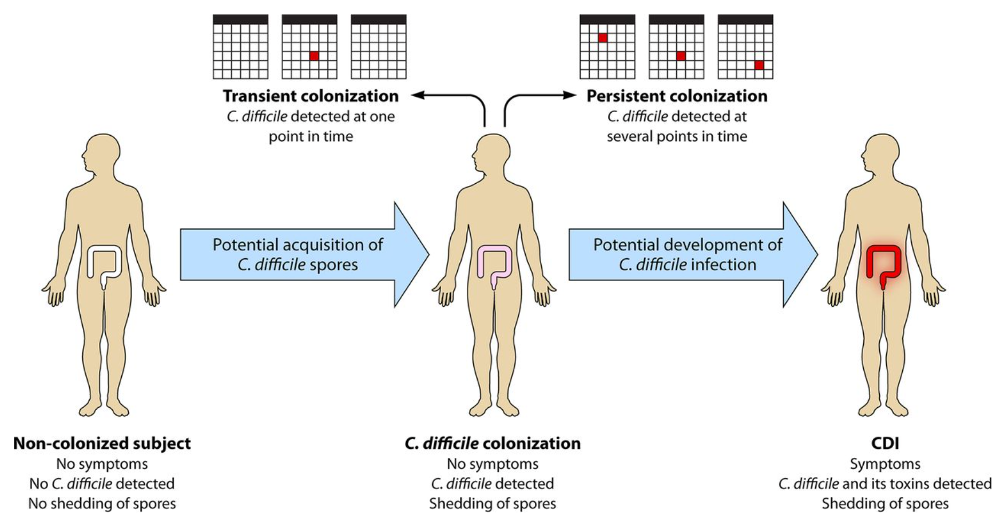 Transient colonization
C. difficile detected at one
point in time
Persistent colonization
C. difficile detected at
several points in time
Potential acquisition of
C. difficile spores
Potential development of
C. difficile infection
Non-colonized subject
No symptoms
No C. difficile detected
No shedding of spores
C. difficile colonization
No symptoms
C. difficile detected
Shedding of spores
CDI
Symptoms
C. difficile and its toxins detected
Shedding of spores